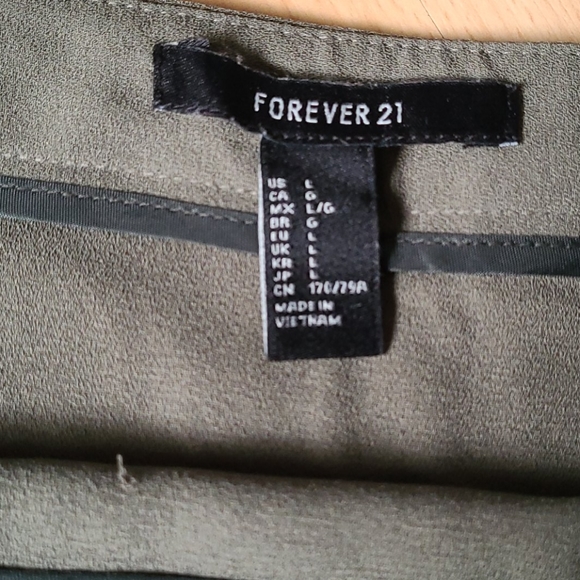 FOREVER 21
US L
CA G
MX L/G
BR G
EU L
UK L
KR L
JP L
CN 170/79A
MADE IN
VIETNAM